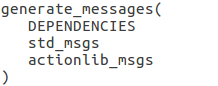 generate_messages(
   DEPENDENCIES
   std_msgs
   actionlib_msgs
)